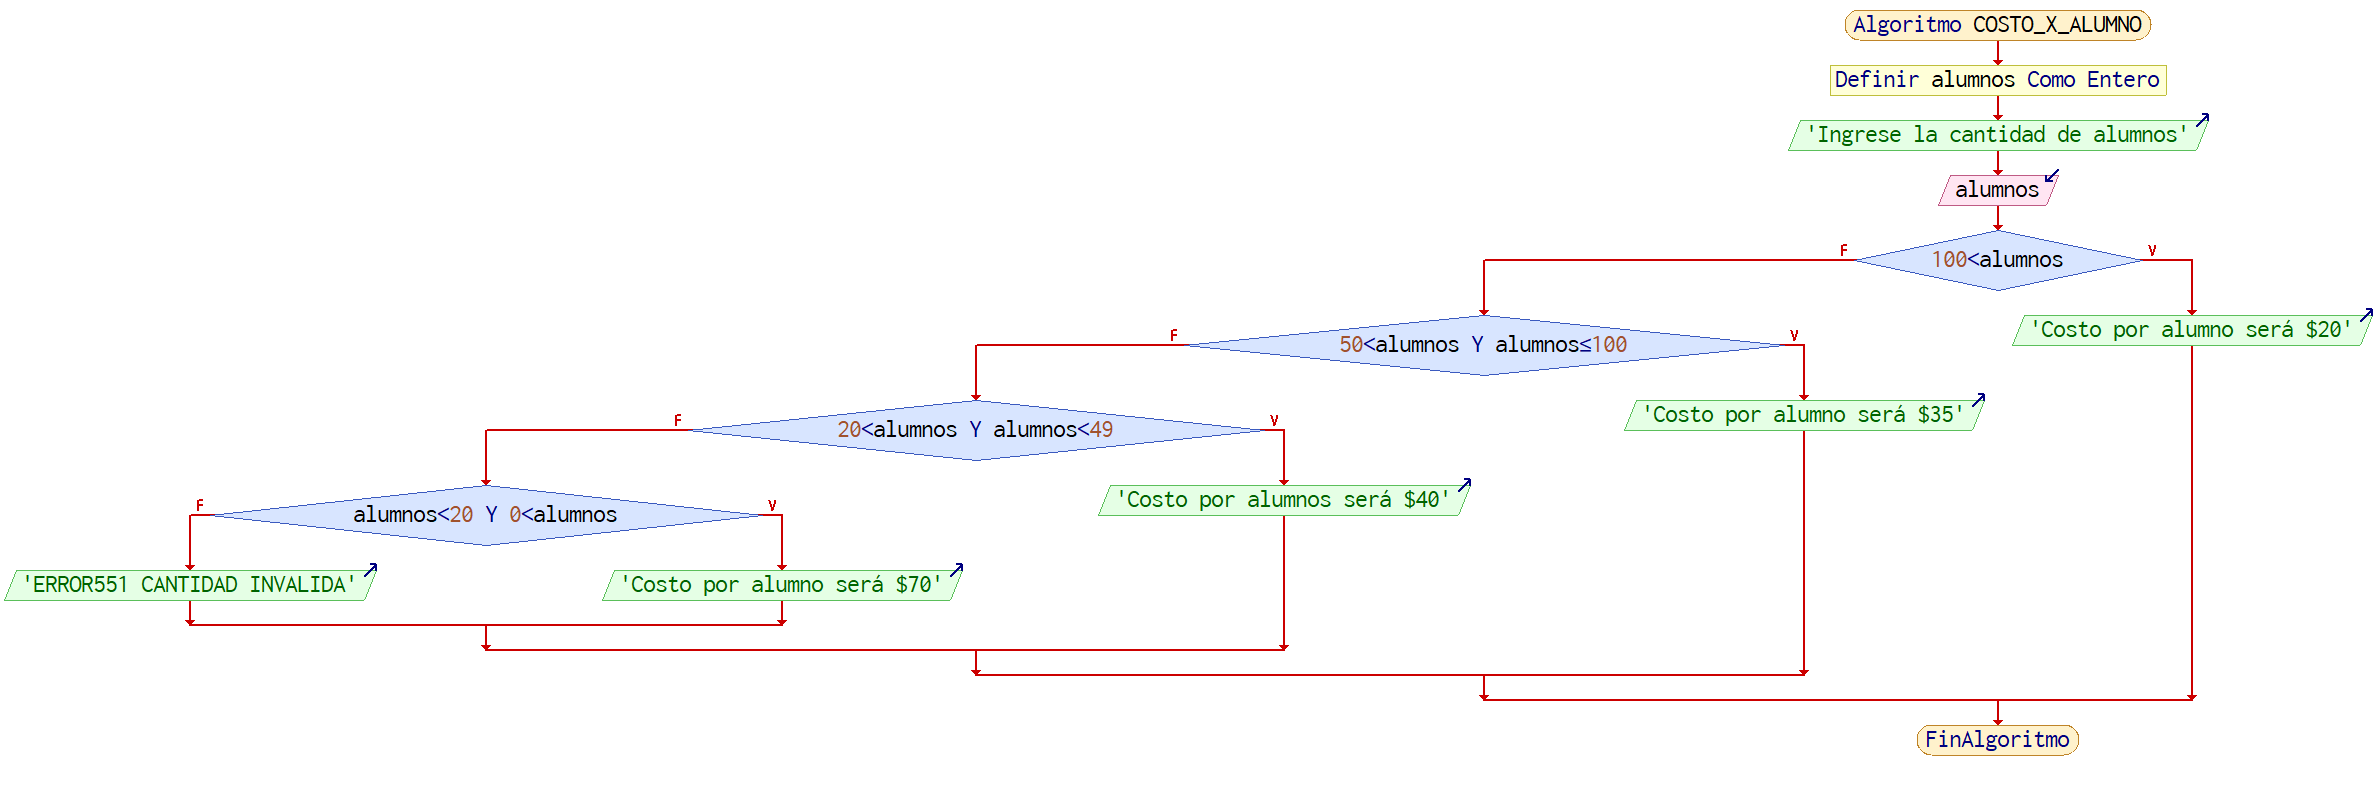 Algoritmo COSTO_X_ALUMNO
Definir alumnos Como Entero
'Ingrese la cantidad de alumnos'
alumnos
100<alumnos
F
V
'Costo por alumno será $20'
50<alumnos Y alumnos≤100
F
V
'Costo por alumno será $35'
20<alumnos Y alumnos<49
F
V
'Costo por alumnos será $40'
alumnos<20 Y 0<alumnos
F
V
'ERROR551 CANTIDAD INVALIDA'
'Costo por alumno será $70'
FinAlgoritmo